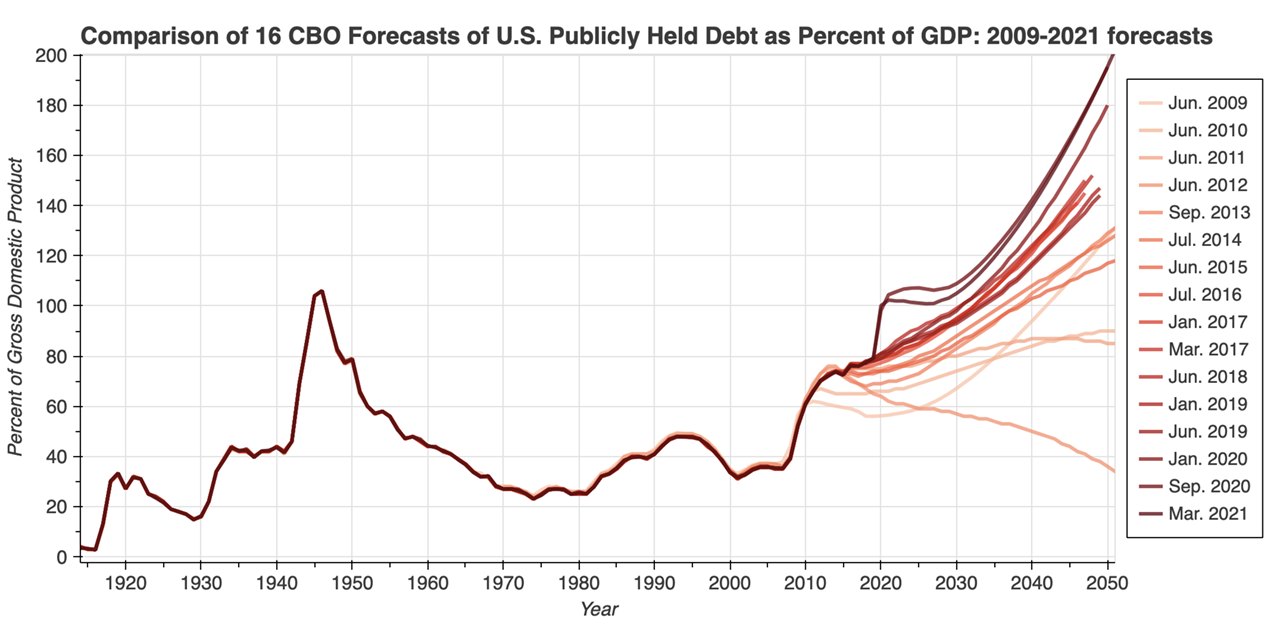 Comparison of 16 CBO Forecasts of U.S. Publicly Held Debt as Percent of GDP: 2009-2021 forecasts
Percent of Gross Domestic Product
200
180
160
140
120
100
80
60
40
20
0
1920 1930 1940 1950 1960 1970 1980 1990 2000 2010 2020 2030 2040 2050
Year
Jun. 2009
Jun. 2010
Jun. 2011
Jun. 2012
Sep. 2013
Jul. 2014
Jun. 2015
Jul. 2016
Jan. 2017
Mar. 2017
Jun. 2018
Jan. 2019
Jun. 2019
Jan. 2020
Sep. 2020
Mar. 2021